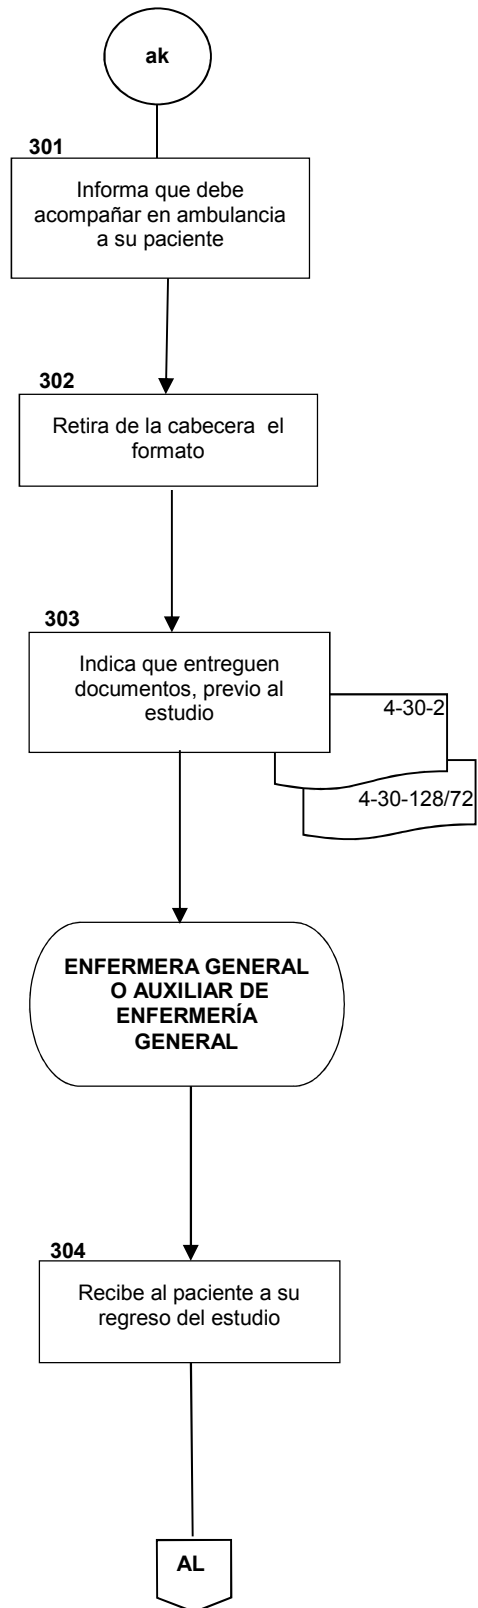 ak
301
Informa que debe
acompañar en ambulancia
a su paciente
302
Retira de la cabecera el
formato
303
Indica que entreguen
documentos, previo al
estudio
4-30-2
4-30-128/72
ENFERMERA GENERAL
O AUXILIAR DE
ENFERMERÍA
GENERAL
304
Recibe al paciente a su
regreso del estudio
AL